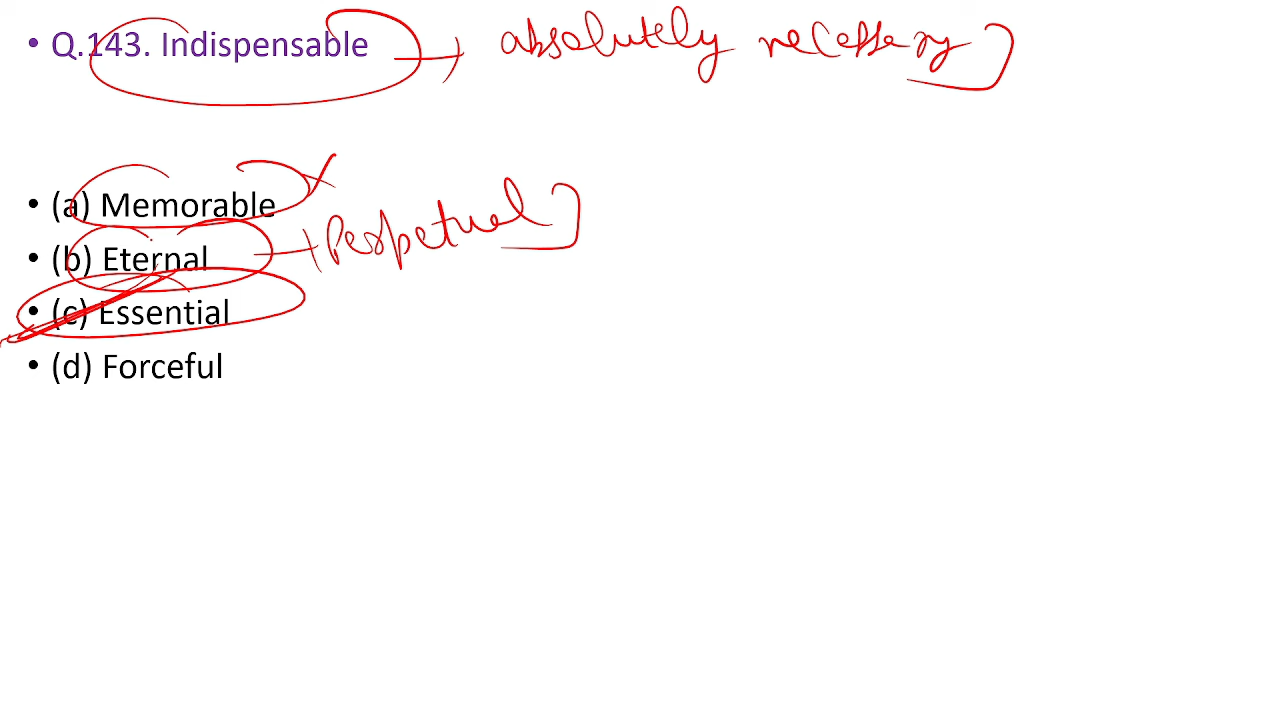 • Q.143. Indispensable → absolutely necessary]
• (a) Memorable ×
• (b) Eternal → Perpetual]
• (c) Essential
• (d) Forceful